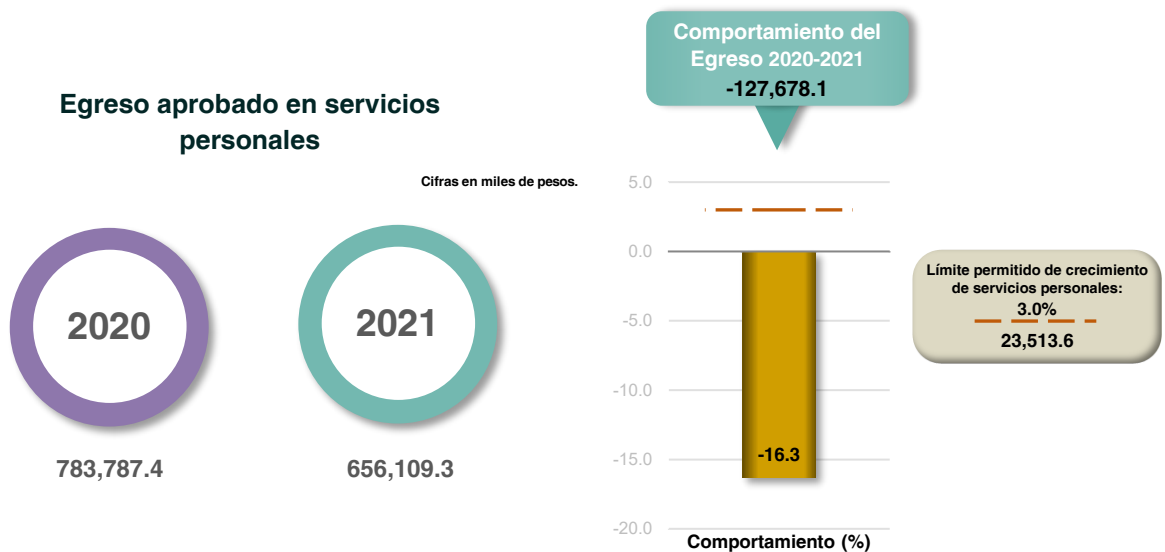 Comportamiento del
Egreso 2020-2021
-127,678.1
Egreso aprobado en servicios
personales
Cifras en miles de pesos.
2020
2021
783,787.4
656,109.3
5.0
0.0
-5.0
-10.0
-15.0
-20.0
-16.3
Comportamiento (%)
Límite permitido de crecimiento
de servicios personales:
3.0%
23,513.6